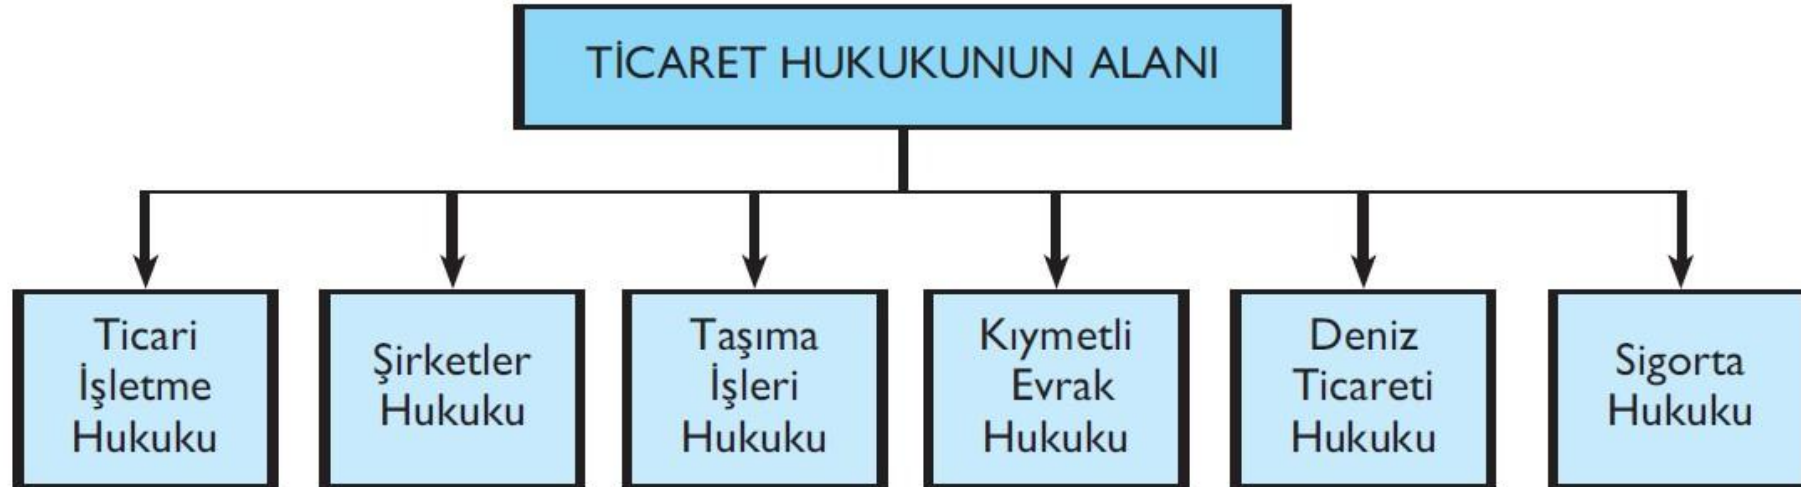 TİCARET HUKUKUNUN ALANI
Ticari
İşletme
Hukuku
Şirketler
Hukuku
Taşıma
İşleri
Hukuku
Kıymetli
Evrak
Hukuku
Deniz
Ticareti
Hukuku
Sigorta
Hukuku